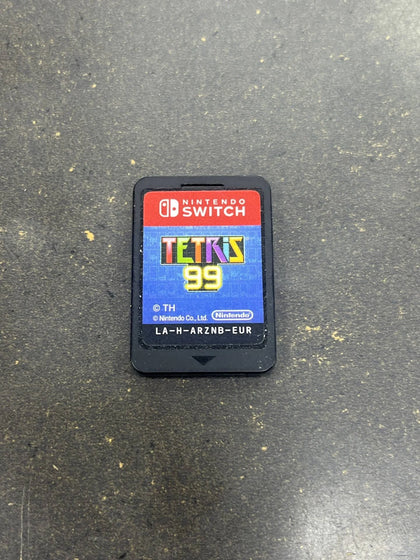 NINTENDO
SWITCH
TETRIS
99
© TH
© Nintendo Co., Ltd. Nintendo
LA-H-ARZNB-EUR